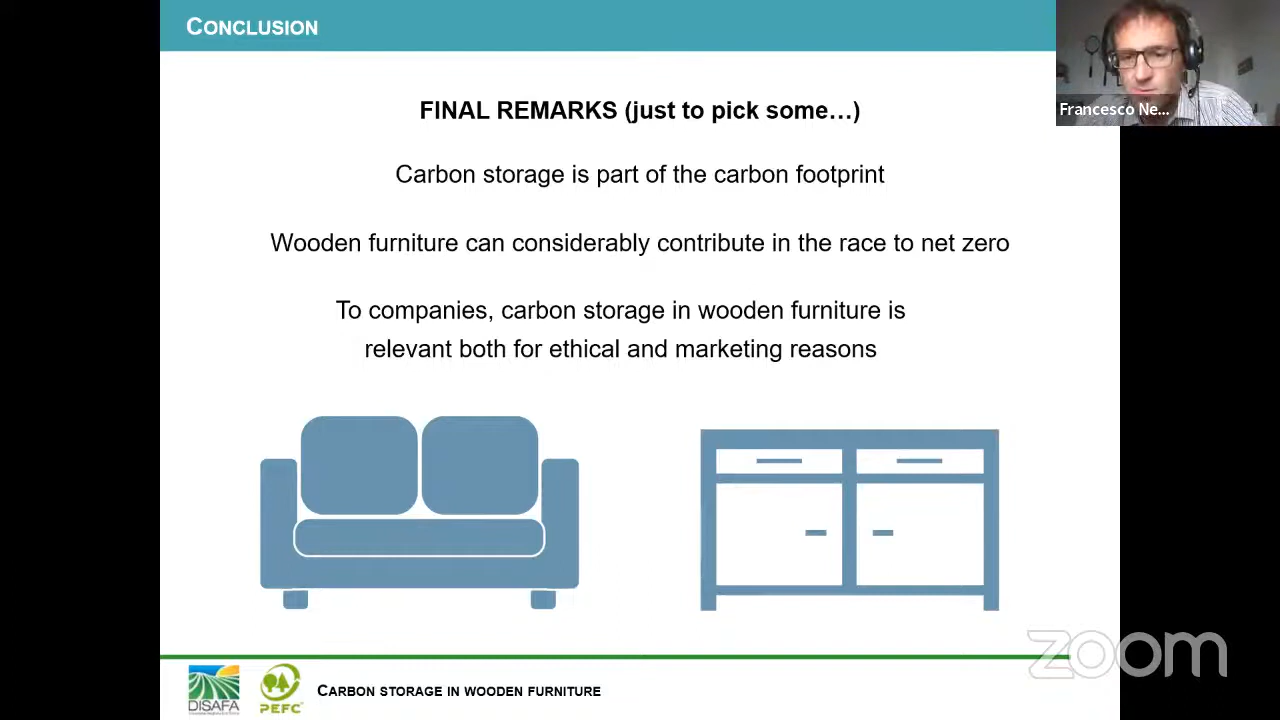 CONCLUSION
Francesco Ne...
FINAL REMARKS (just to pick some…)
Carbon storage is part of the carbon footprint
Wooden furniture can considerably contribute in the race to net zero
To companies, carbon storage in wooden furniture is
relevant both for ethical and marketing reasons
zoom
DISAFA
PEFC
CARBON STORAGE IN WOODEN FURNITURE